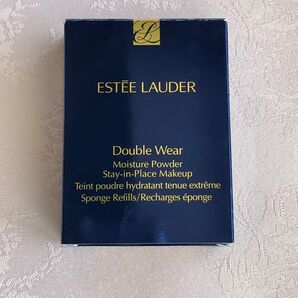 ESTĒE LAUDER
Double Wear
Moisture Powder
Stay-in-Place Makeup
Teint poudre hydratant tenue extrême
Sponge Refills/Recharges éponge